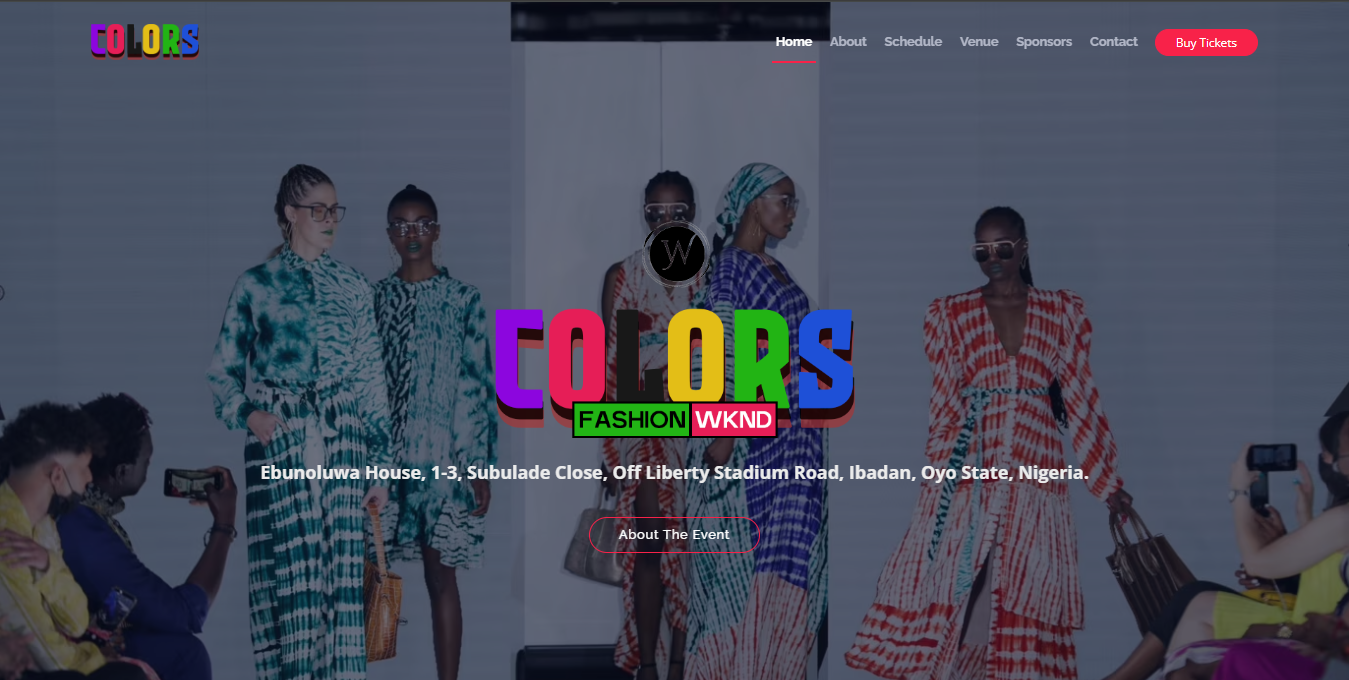 COLORS
Home About Schedule Venue Sponsors Contact Buy Tickets
W
COLORS
FASHION WKND
Ebunoluwa House, 1-3, Subulade Close, Off Liberty Stadium Road, Ibadan, Oyo State, Nigeria.
About The Event